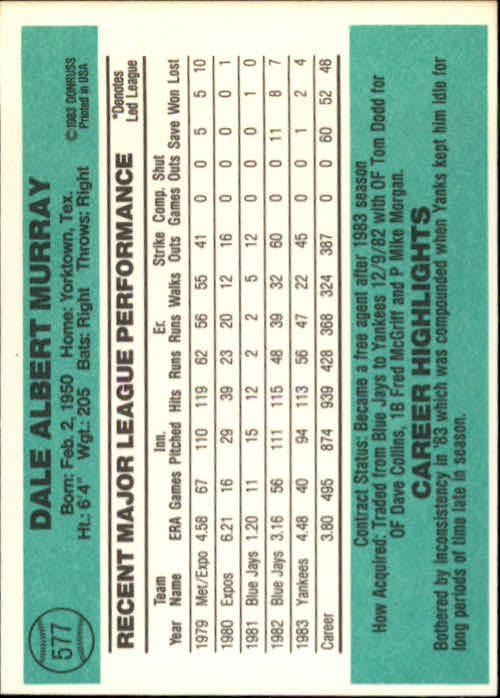 577
DALE ALBERT MURRAY
Born: Feb. 2, 1950 Home: Yorktown, Tex.
Ht.: 6'4" Wgt.: 205 Bats: Right Throws: Right
©1983 DONRUSS
Printed in USA
RECENT MAJOR LEAGUE PERFORMANCE
*Denotes
Led League
Team Inn. Er. Strike Comp. Shut
Year Name ERA Games Pitched Hits Runs Runs Walks Outs Games Outs Save Won Lost
1979 Met/Expo 4.58 67 110 119 62 56 55 41 0 0 5 5 10
1980 Expos 6.21 16 29 39 23 20 12 16 0 0 0 0 1
1981 Blue Jays 1.20 11 15 12 2 2 5 12 0 0 0 1 0
1982 Blue Jays 3.16 56 111 115 48 39 32 60 0 0 11 8 7
1983 Yankees 4.48 40 94 113 56 47 22 45 0 0 1 2 4
Career 3.80 495 874 939 428 368 324 387 0 0 60 52 48
Contract Status: Became a free agent after 1983 season
How Acquired: Traded from Blue Jays to Yankees 12/9/82 with OF Tom Dodd for
OF Dave Collins, 1B Fred McGriff and P Mike Morgan.
CAREER HIGHLIGHTS
Bothered by inconsistency in '83 which was compounded when Yanks kept him idle for
long periods of time late in season.